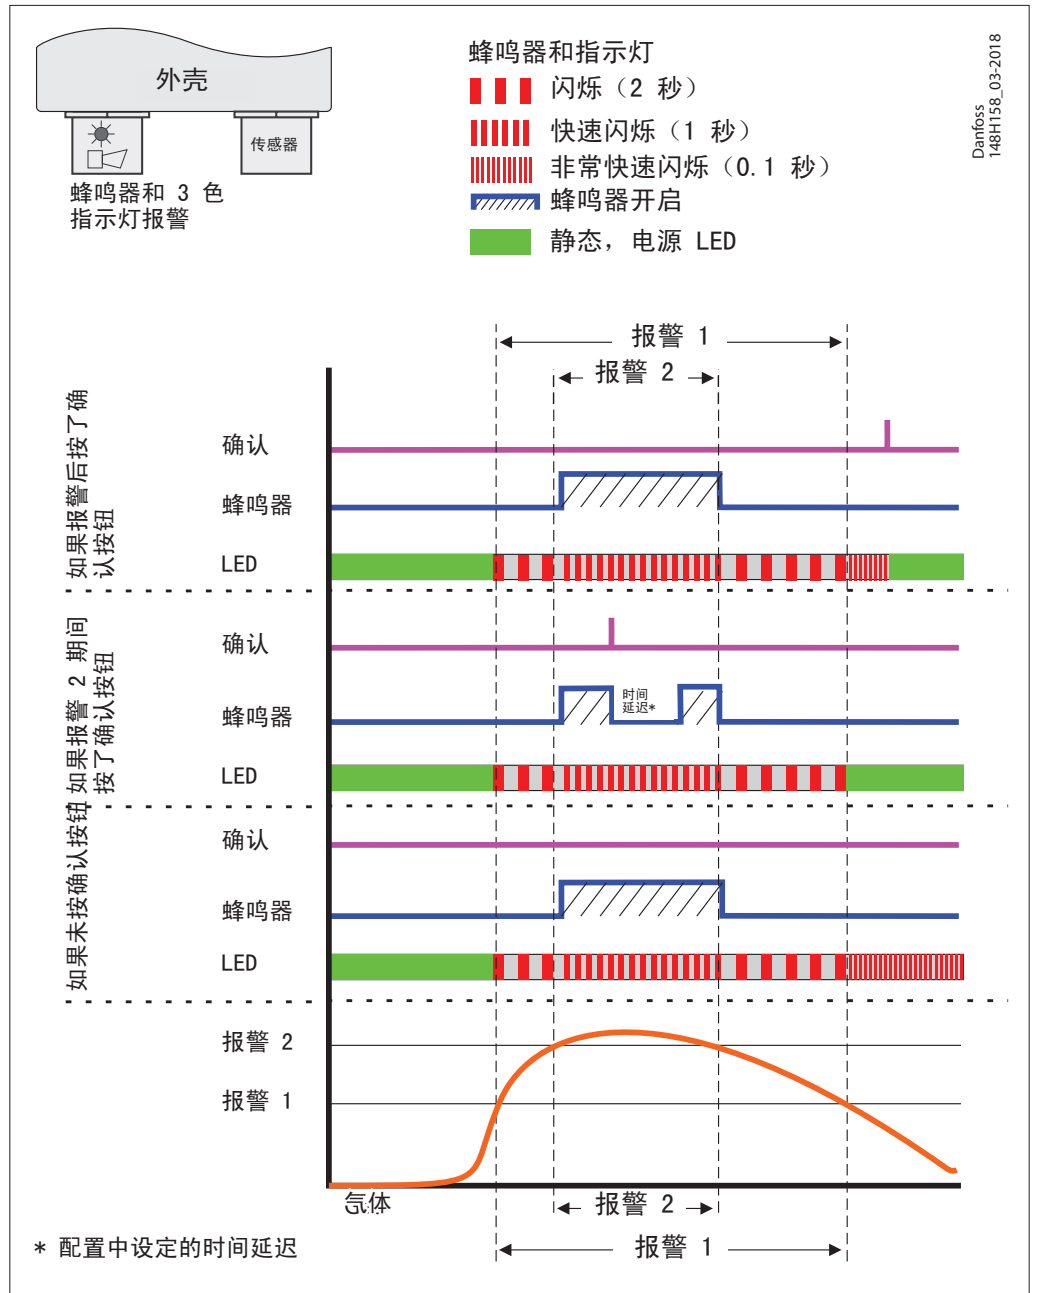 外壳
传感器
蜂鸣器和 3 色
指示灯报警
蜂鸣器和指示灯
闪烁（2 秒）
快速闪烁（1 秒）
非常快速闪烁（0.1 秒）
蜂鸣器开启
静态，电源 LED
Danfoss
148H158_03-2018
报警 1
报警 2
如果报警后按了确
认按钮
确认
蜂鸣器
LED
如果报警 2 期间
按了确认按钮
确认
蜂鸣器
时间
延迟*
LED
如果未按确认按钮
确认
蜂鸣器
LED
报警 2
报警 1
气体
报警 2
报警 1
* 配置中设定的时间延迟